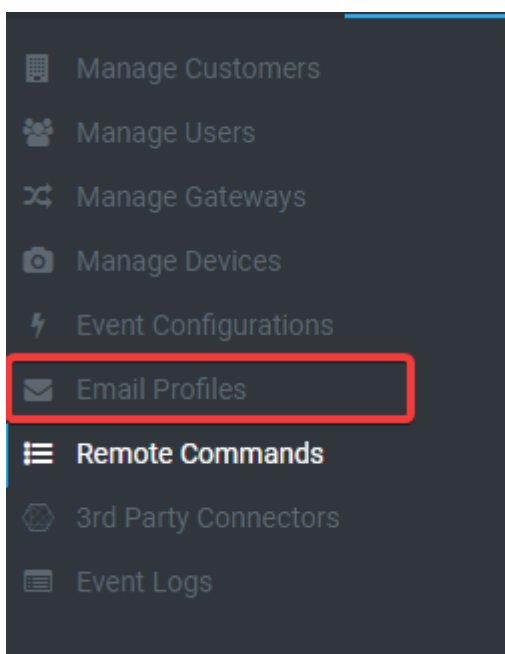 Manage Customers
Manage Users
Manage Gateways
Manage Devices
Event Configurations
Email Profiles
Remote Commands
3rd Party Connectors
Event Logs